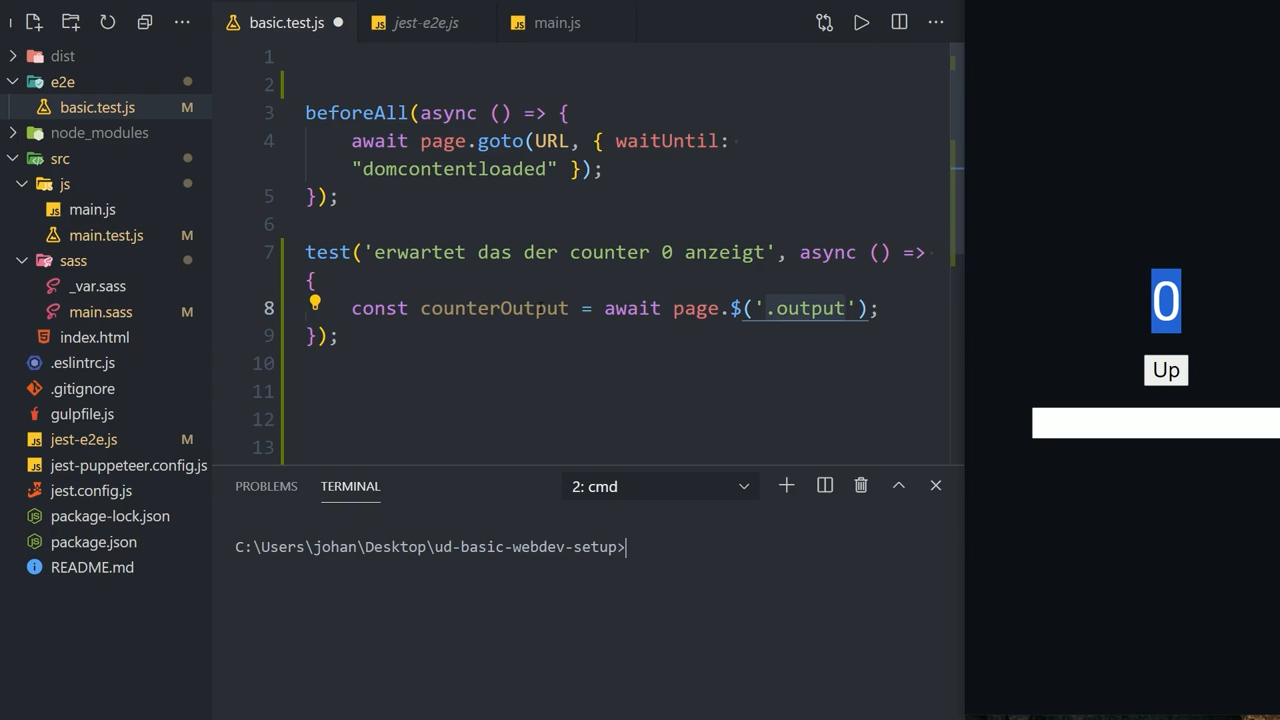 basic.test.js
jest-e2e.js
main.js
dist
e2e
basic.test.js M
node_modules
src
js
main.js
main.test.js M
sass
_var.sass
main.sass M
index.html
.eslintrc.js
.gitignore
gulpfile.js
jest-e2e.js M
jest-puppeteer.config.js
jest.config.js
package-lock.json
package.json
README.md
1
2
3 beforeAll(async () => {
4 await page.goto(URL, { waitUntil:
"domcontentloaded" });
5 });
6
7 test('erwartet das der counter 0 anzeigt', async () =>
{
8 const counterOutput = await page.$('.output');
9 });
10
11
12
13
PROBLEMS TERMINAL 2: cmd
C:\Users\johan\Desktop\ud-basic-webdev-setup>
0
Up